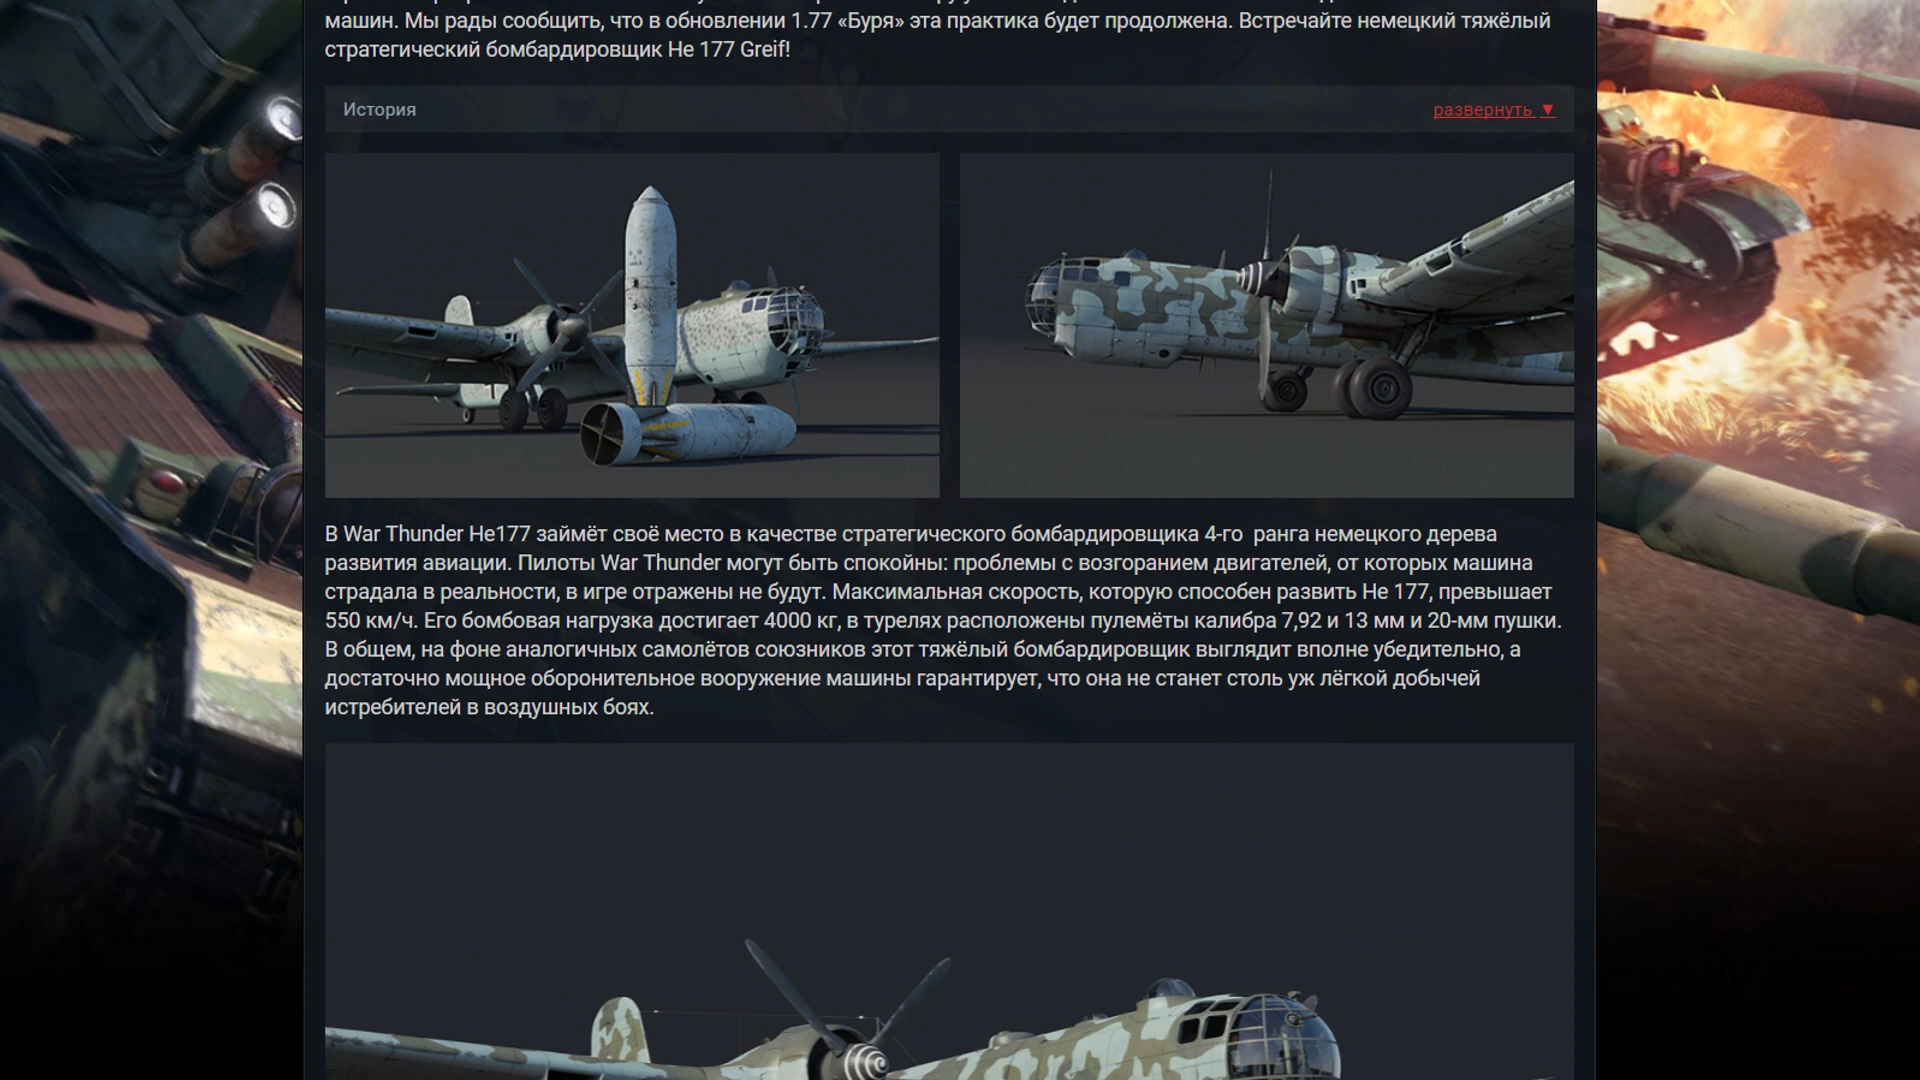 машин. Мы рады сообщить, что в обновлении 1.77 «Буря» эта практика будет продолжена. Встречайте немецкий тяжёлый
стратегический бомбардировщик He 177 Greif!
История
развернуть ▼
В War Thunder He177 займёт своё место в качестве стратегического бомбардировщика 4-го  ранга немецкого дерева
развития авиации. Пилоты War Thunder могут быть спокойны: проблемы с возгоранием двигателей, от которых машина
страдала в реальности, в игре отражены не будут. Максимальная скорость, которую способен развить He 177, превышает
550 км/ч. Его бомбовая нагрузка достигает 4000 кг, в турелях расположены пулемёты калибра 7,92 и 13 мм и 20-мм пушки.
В общем, на фоне аналогичных самолётов союзников этот тяжёлый бомбардировщик выглядит вполне убедительно, а
достаточно мощное оборонительное вооружение машины гарантирует, что она не станет столь уж лёгкой добычей
истребителей в воздушных боях.